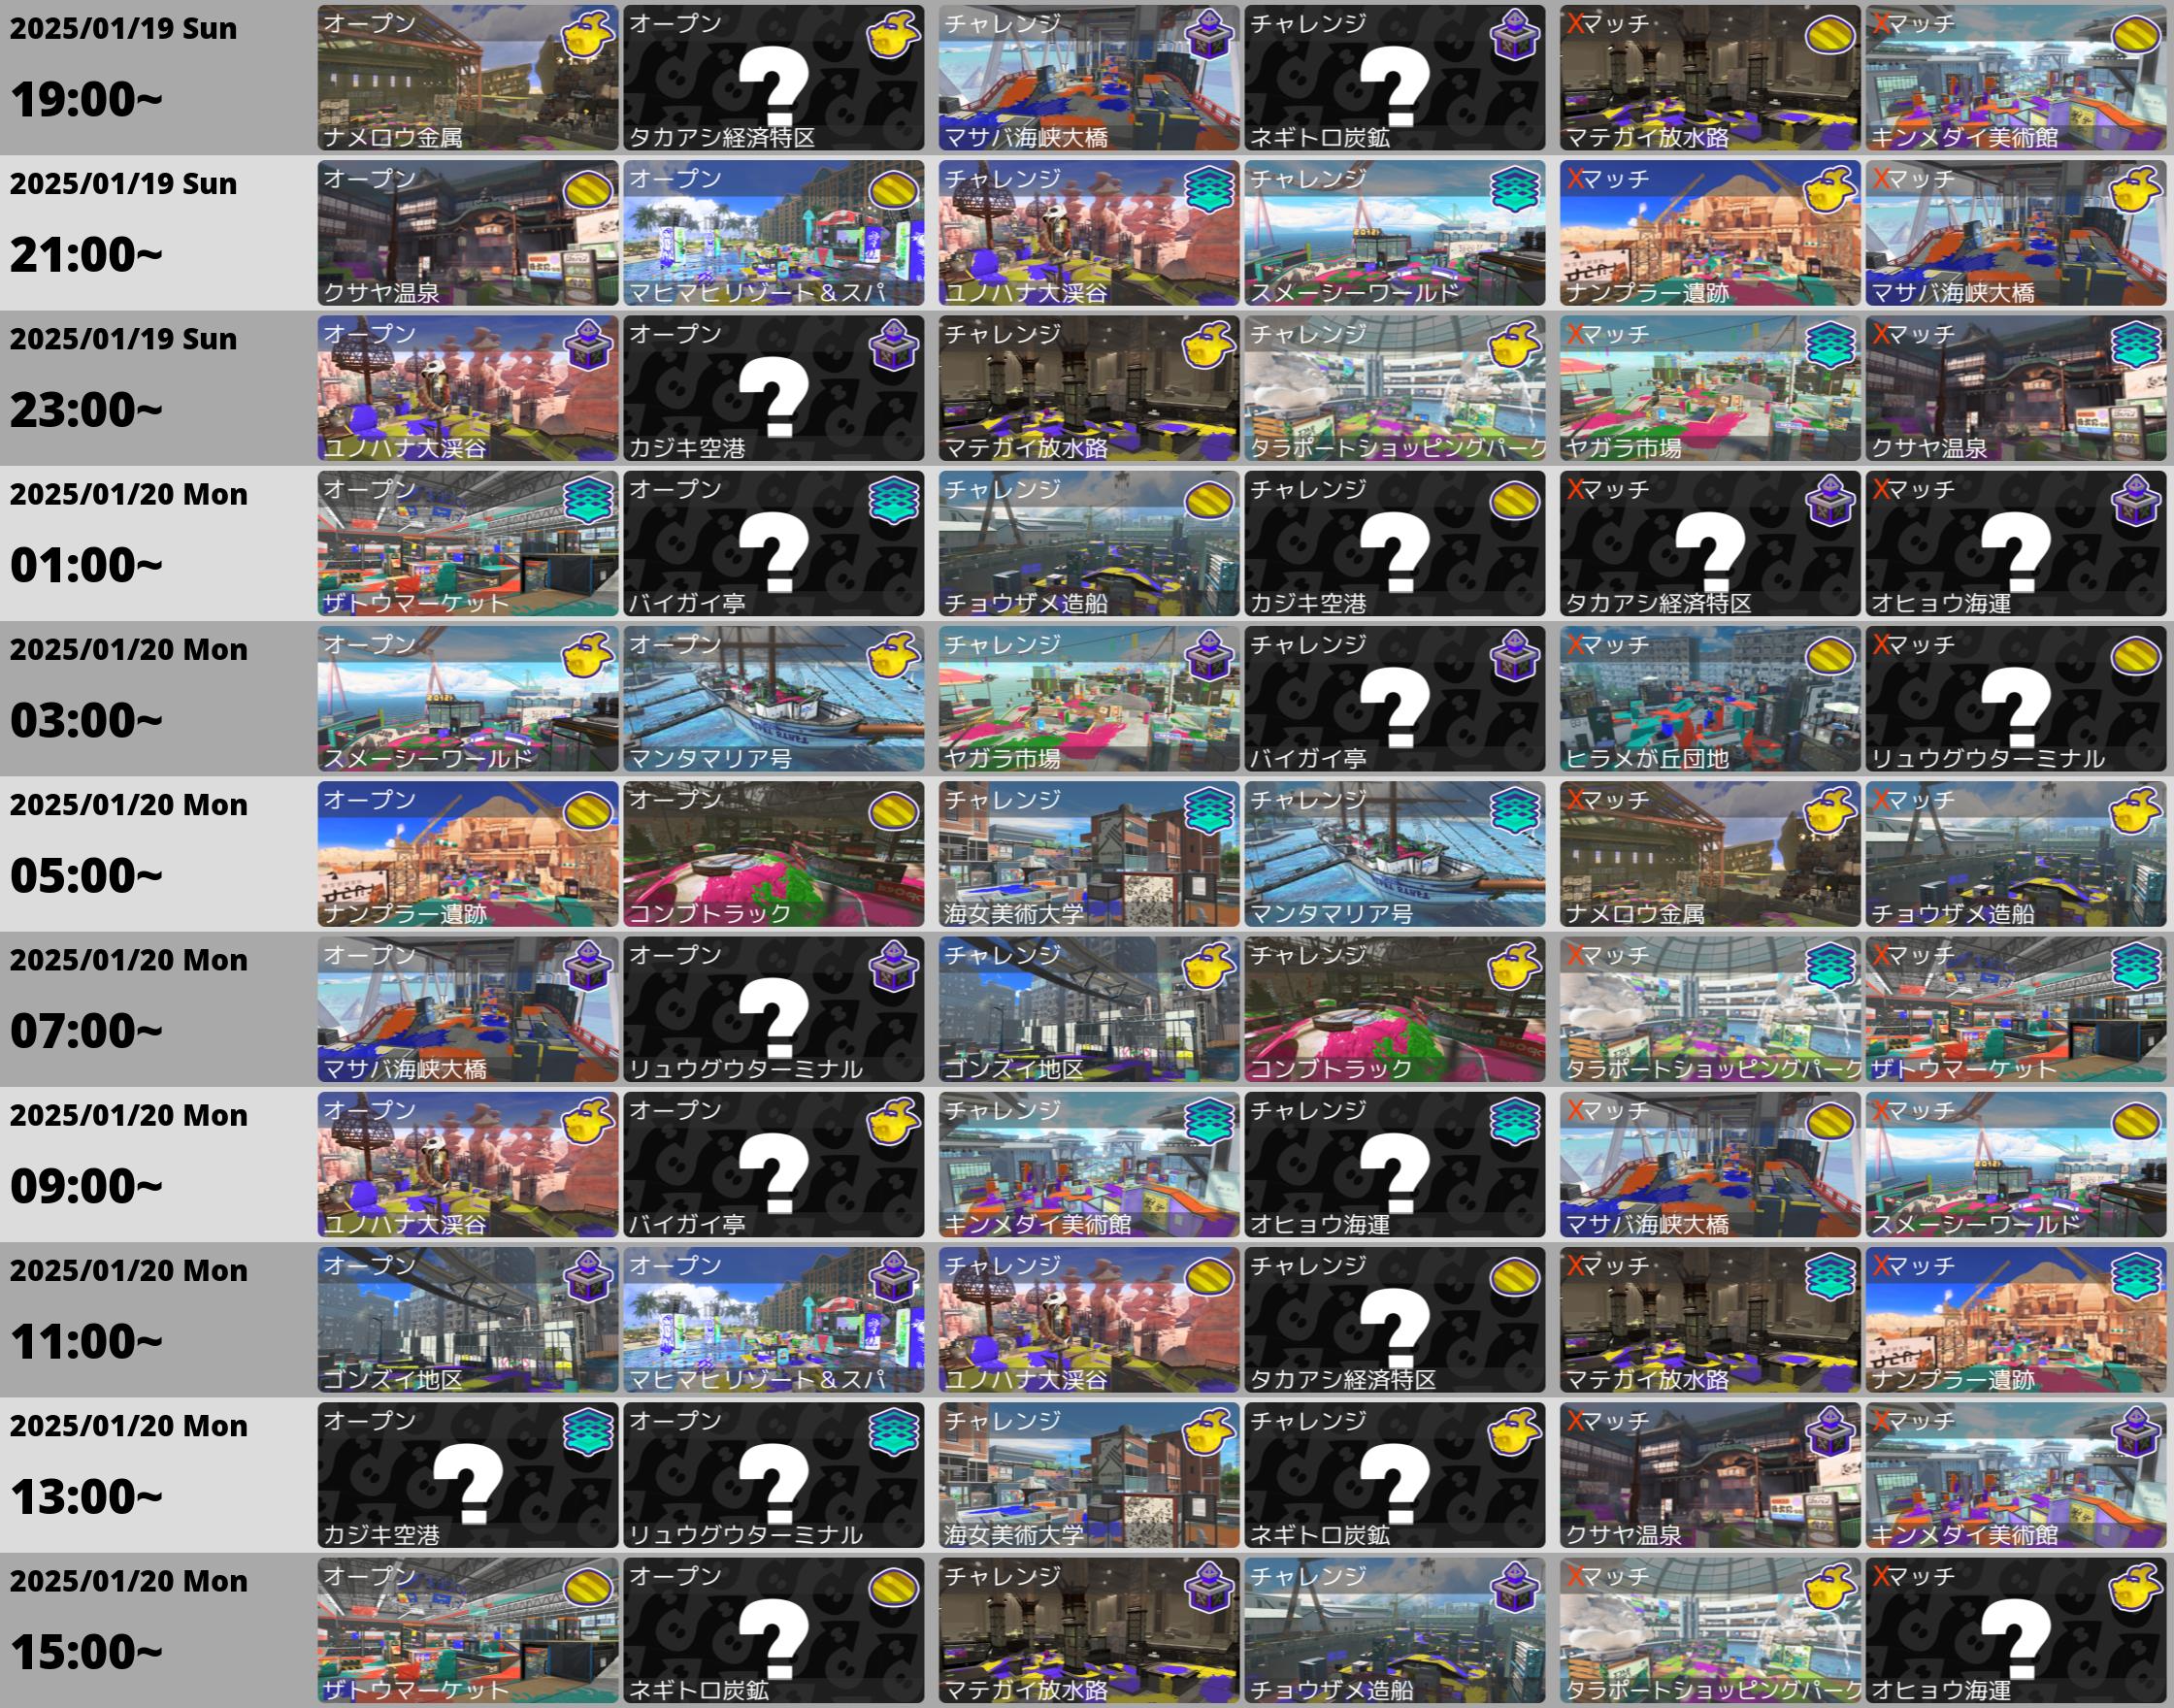 2025/01/19 Sun
19:00~
オープン
ナメロウ金属
オープン
タカアシ経済特区
チャレンジ
マサバ海峡大橋
チャレンジ
ネギトロ炭鉱
Xマッチ
マテガイ放水路
Xマッチ
キンメダイ美術館
2025/01/19 Sun
21:00~
オープン
クサヤ温泉
オープン
マヒマヒリゾート＆スパ
チャレンジ
ユノハナ大渓谷
チャレンジ
スメーシーワールド
Xマッチ
ナンプラー遺跡
Xマッチ
マサバ海峡大橋
2025/01/19 Sun
23:00~
オープン
ユノハナ大渓谷
オープン
カジキ空港
チャレンジ
マテガイ放水路
チャレンジ
タラポートショッピングパーク
Xマッチ
ヤガラ市場
Xマッチ
クサヤ温泉
2025/01/20 Mon
01:00~
オープン
ザトウマーケット
オープン
バイガイ亭
チャレンジ
チョウザメ造船
チャレンジ
カジキ空港
Xマッチ
タカアシ経済特区
Xマッチ
オヒョウ海運
2025/01/20 Mon
03:00~
オープン
スメーシーワールド
オープン
マンタマリア号
チャレンジ
ヤガラ市場
チャレンジ
バイガイ亭
Xマッチ
ヒラメが丘団地
Xマッチ
リュウグウターミナル
2025/01/20 Mon
05:00~
オープン
ナンプラー遺跡
オープン
コンブトラック
チャレンジ
海女美術大学
チャレンジ
マンタマリア号
Xマッチ
ナメロウ金属
Xマッチ
チョウザメ造船
2025/01/20 Mon
07:00~
オープン
マサバ海峡大橋
オープン
リュウグウターミナル
チャレンジ
ゴンズイ地区
チャレンジ
コンブトラック
Xマッチ
タラポートショッピングパーク
Xマッチ
ザトウマーケット
2025/01/20 Mon
09:00~
オープン
ユノハナ大渓谷
オープン
バイガイ亭
チャレンジ
キンメダイ美術館
チャレンジ
オヒョウ海運
Xマッチ
マサバ海峡大橋
Xマッチ
スメーシーワールド
2025/01/20 Mon
11:00~
オープン
ゴンズイ地区
オープン
マヒマヒリゾート＆スパ
チャレンジ
ユノハナ大渓谷
チャレンジ
タカアシ経済特区
Xマッチ
マテガイ放水路
Xマッチ
ナンプラー遺跡
2025/01/20 Mon
13:00~
オープン
カジキ空港
オープン
リュウグウターミナル
チャレンジ
海女美術大学
チャレンジ
ネギトロ炭鉱
Xマッチ
クサヤ温泉
Xマッチ
キンメダイ美術館
2025/01/20 Mon
15:00~
オープン
ザトウマーケット
オープン
ネギトロ炭鉱
チャレンジ
マテガイ放水路
チャレンジ
チョウザメ造船
Xマッチ
タラポートショッピングパーク
Xマッチ
オヒョウ海運